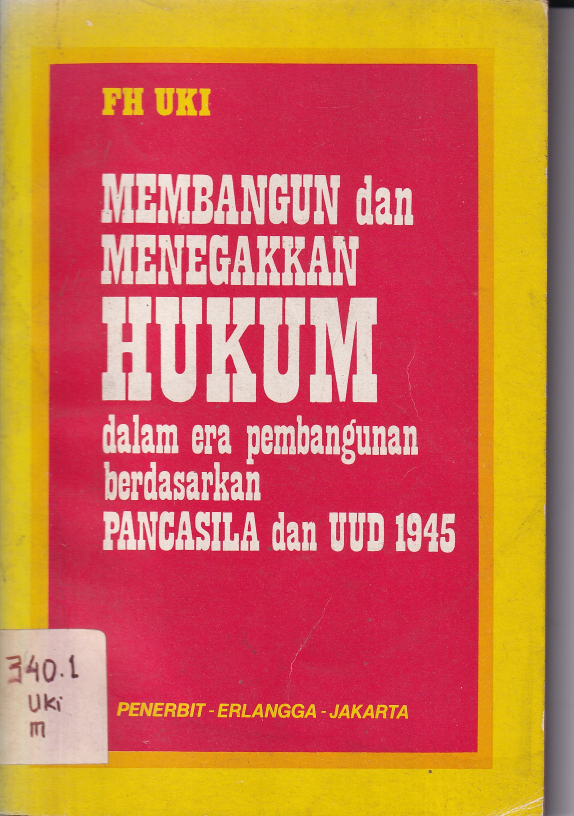 FH UKI
MEMBANGUN dan
MENEGAKKAN
HUKUM
dalam era pembangunan
berdasarkan
PANCASILA dan UUD 1945
340.1
Uki
m
PENERBIT - ERLANGGA - JAKARTA